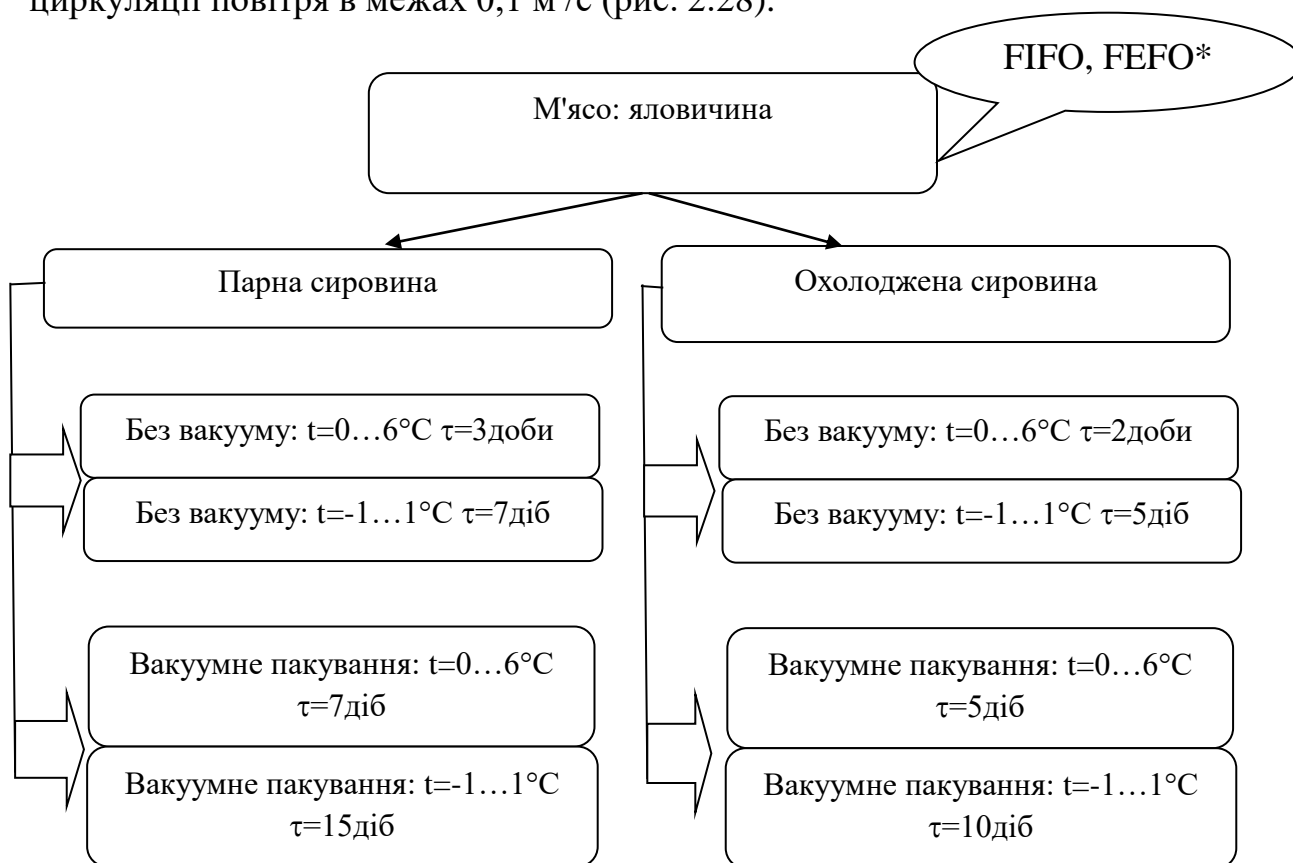 циркуляції повітря в межах 0,1 м /с (рис. 2.28).
FIFO, FEFO*
М'ясо: яловичина
Парна сировина
Охолоджена сировина
Без вакууму: t=0…6°С τ=3доби
Без вакууму: t=-1…1°С τ=7діб
Без вакууму: t=0…6°С τ=2доби
Без вакууму: t=-1…1°С τ=5діб
Вакуумне пакування: t=0…6°С
τ=7діб
Вакуумне пакування: t=-1…1°С
τ=15діб
Вакуумне пакування: t=0…6°С
τ=5діб
Вакуумне пакування: t=-1…1°С
τ=10діб